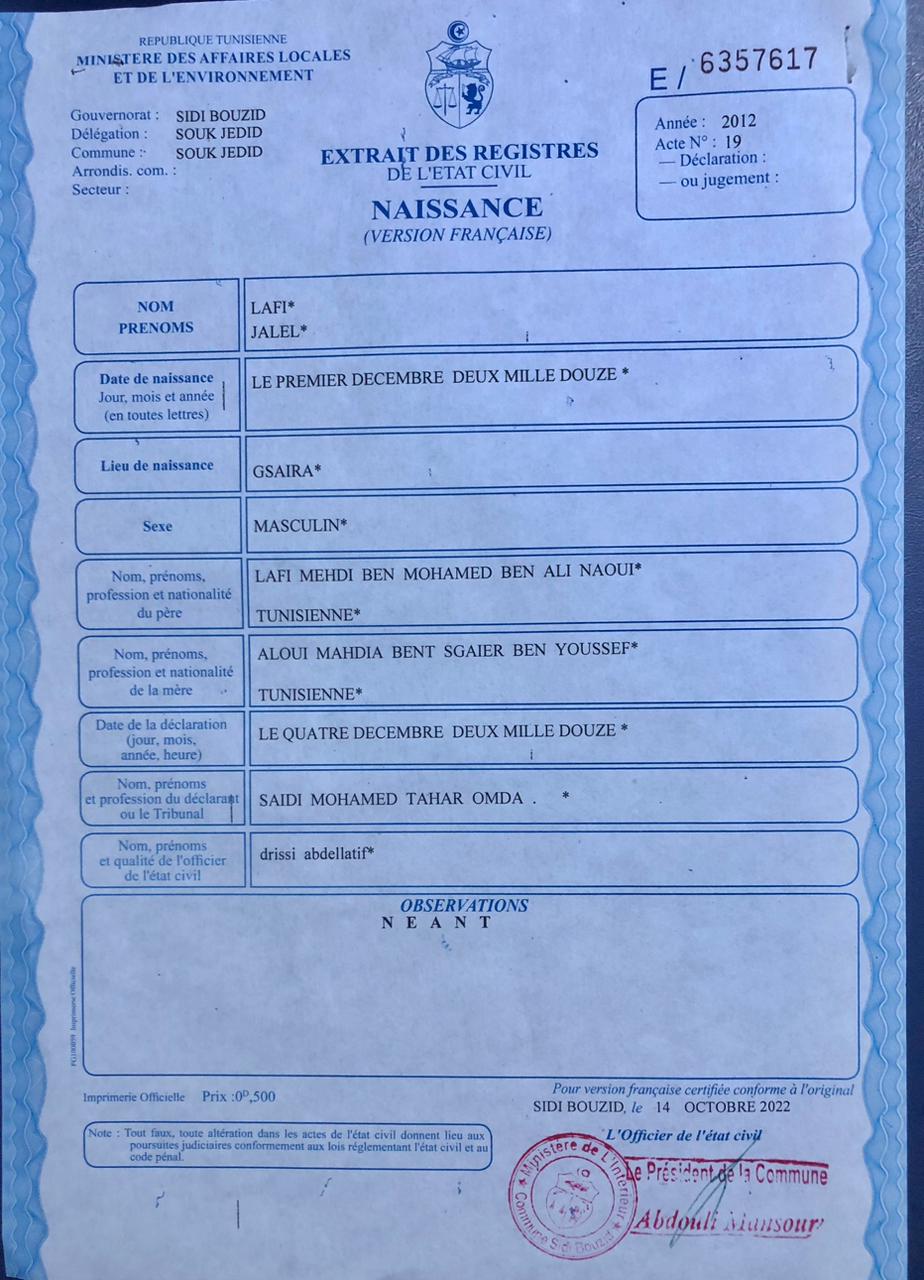 REPUBLIQUE TUNISIENNE
MINISTERE DES AFFAIRES LOCALES
ET DE L'ENVIRONNEMENT
E / 6357617
Gouvernorat : SIDI BOUZID
Délégation : SOUK JEDID
Commune : SOUK JEDID
Arrondis. com. :
Secteur :
EXTRAIT DES REGISTRES
DE L'ETAT CIVIL
NAISSANCE
(VERSION FRANÇAISE)
Année : 2012
Acte N° : 19
— Déclaration :
— ou jugement :
NOM
PRENOMS
LAFI*
JALEL*
Date de naissance
Jour, mois et année
(en toutes lettres)
LE PREMIER DECEMBRE DEUX MILLE DOUZE *
Lieu de naissance
GSAIRA*
Sexe
MASCULIN*
Nom, prénoms,
profession et nationalité
du père
LAFI MEHDI BEN MOHAMED BEN ALI NAOUI*
TUNISIENNE*
Nom, prénoms,
profession et nationalité
de la mère
ALOUI MAHDIA BENT SGAIER BEN YOUSSEF*
TUNISIENNE*
Date de la déclaration
(jour, mois,
année, heure)
LE QUATRE DECEMBRE DEUX MILLE DOUZE *
Nom, prénoms
et profession du déclarant
ou le Tribunal
SAIDI MOHAMED TAHAR OMDA . *
Nom, prénoms
et qualité de l'officier
de l'état civil
drissi abdellatif*
OBSERVATIONS
N E A N T
Imprimerie Officielle
Imprimerie Officielle Prix :0ᴰ,500
Pour version française certifiée conforme à l'original
SIDI BOUZID, le 14 OCTOBRE 2022
L'Officier de l'état civil
Note : Tout faux, toute altération dans les actes de l'état civil donnent lieu aux
poursuites judiciaires conformement aux lois réglementant l'état civil et au
code pénal.
Ministère de L'Intérieur
Commune Sidi Bouzid
Le Président de la Commune
Abdouli Mansour